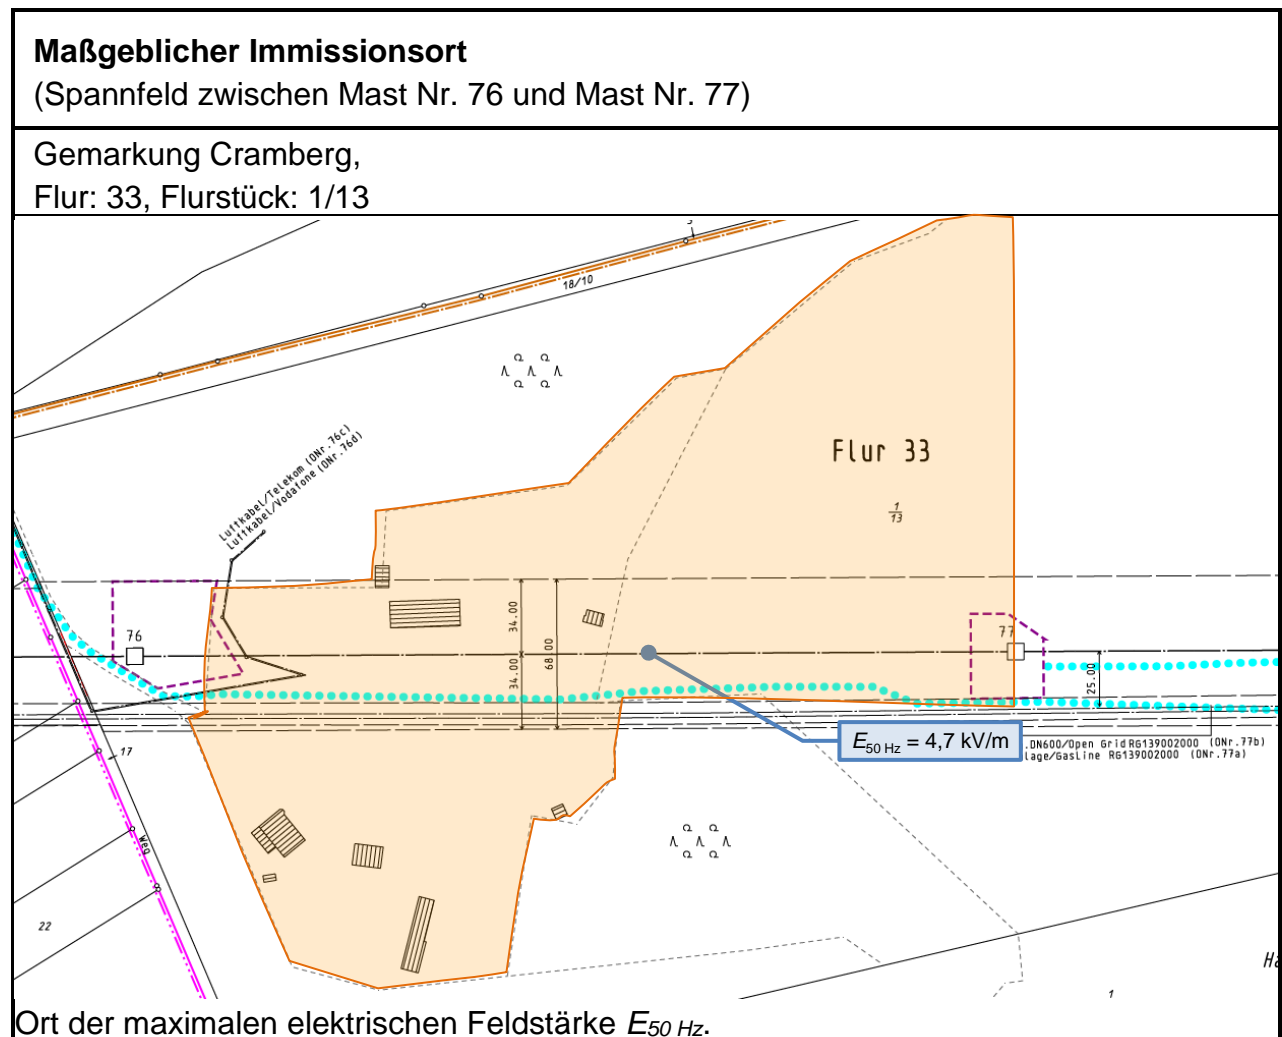 Maßgeblicher Immissionsort
(Spannfeld zwischen Mast Nr. 76 und Mast Nr. 77)
Gemarkung Cramberg,
Flur: 33, Flurstück: 1/13
18/10
Luftkabel/Telekom (ONr.76c)
Luftkabel/Vodafone (ONr.76d)
Flur 33
1
13
76
34.00
34.00
68.00
77
25.00
E50 Hz = 4,7 kV/m
.DN600/Open Grid RG139002000 (ONr.77b)
lage/GasLine RG139002000 (ONr.77a)
17
Weg
22
1
Ort der maximalen elektrischen Feldstärke E50 Hz.